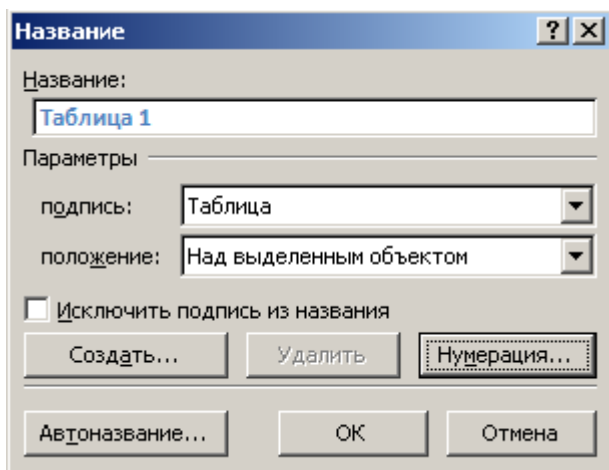 Название
Название:
Таблица 1
Параметры
подпись: Таблица
положение: Над выделенным объектом
Исключить подпись из названия
Создать... Удалить Нумерация...
Автоназвание... ОК Отмена